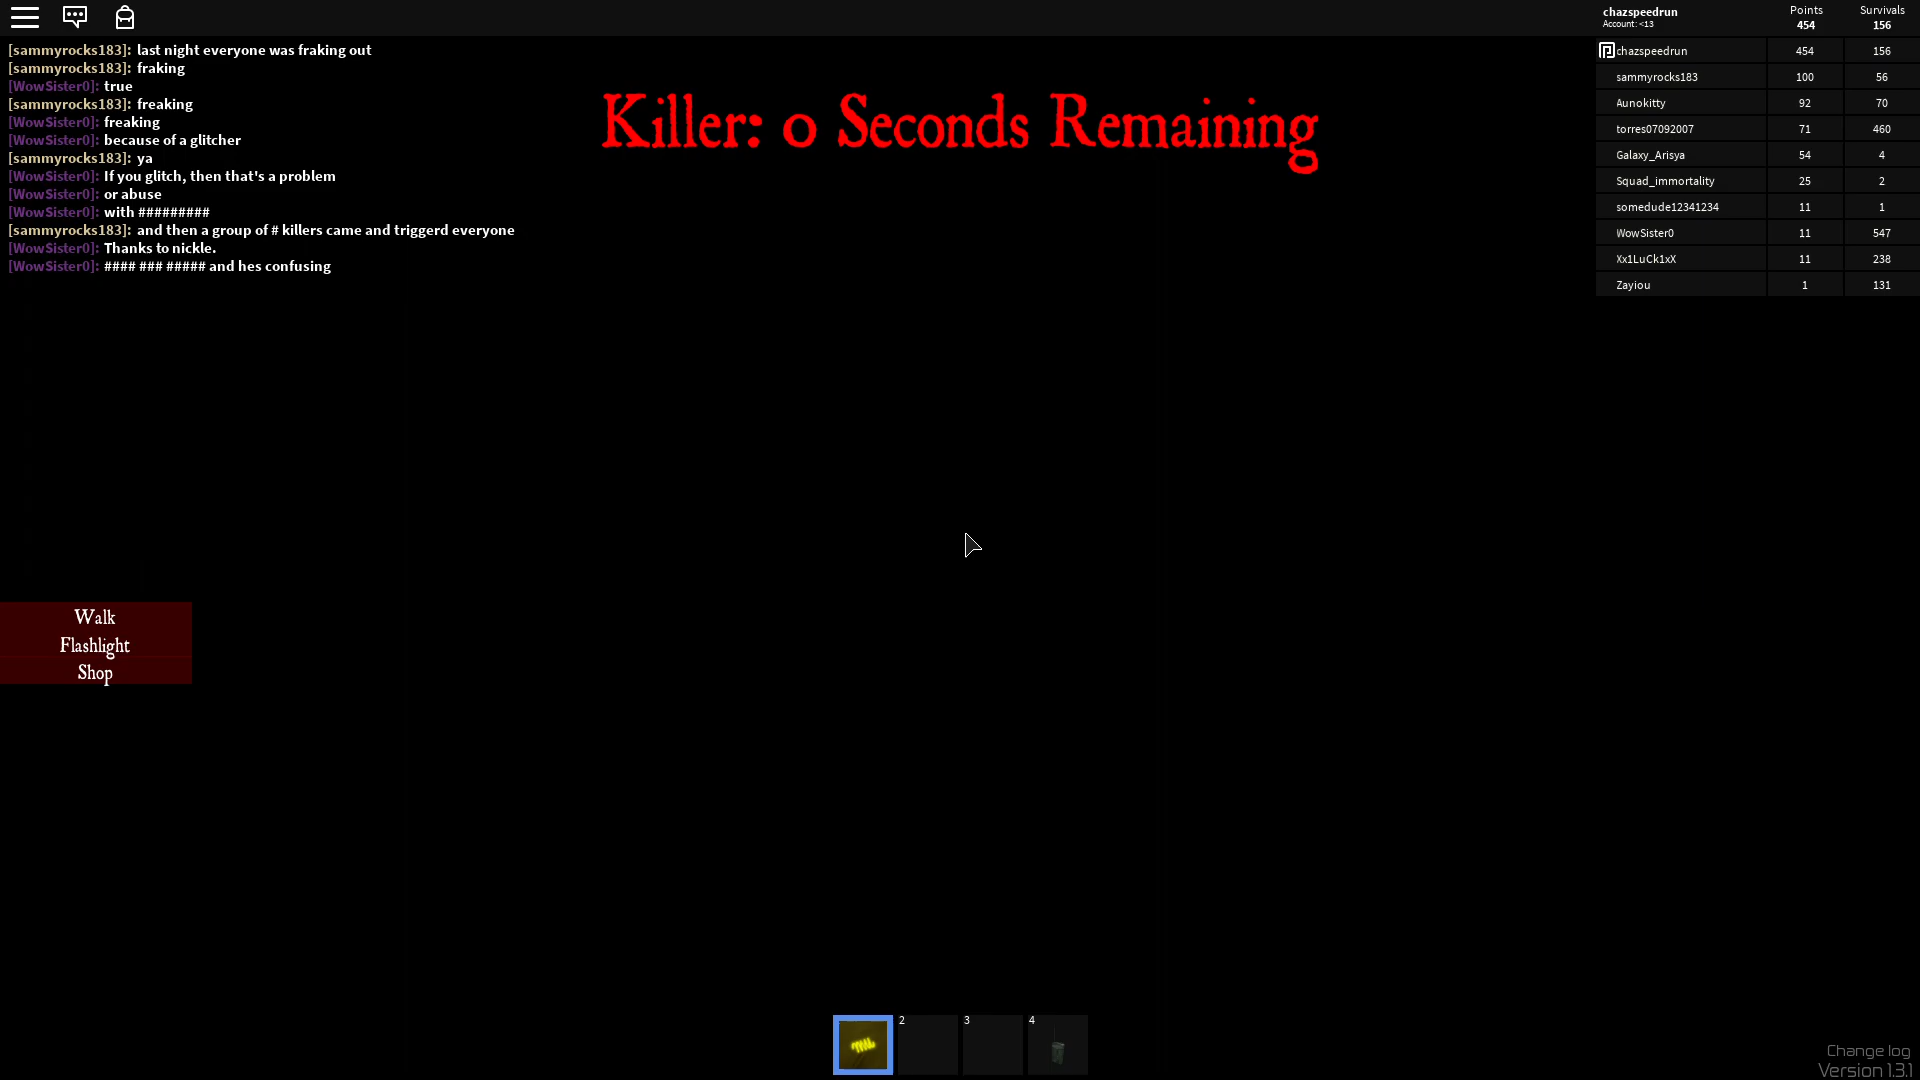 chazspeedrun
Account: <13
Points
454
Survivals
156
[sammyrocks183]: last night everyone was fraking out
[sammyrocks183]: fraking
[WowSister0]: true
[sammyrocks183]: freaking
[WowSister0]: freaking
[WowSister0]: because of a glitcher
[sammyrocks183]: ya
[WowSister0]: If you glitch, then that's a problem
[WowSister0]: or abuse
[WowSister0]: with #########
[sammyrocks183]: and then a group of # killers came and triggerd everyone
[WowSister0]: Thanks to nickle.
[WowSister0]: #### ### ##### and hes confusing
Killer: 0 Seconds Remaining
chazspeedrun 454 156
sammyrocks183 100 56
Aunokitty 92 70
torres07092007 71 460
Galaxy_Arisya 54 4
Squad_immortality 25 2
somedude12341234 11 1
WowSister0 11 547
Xx1LuCk1xX 11 238
Zayiou 1 131
Walk
Flashlight
Shop
2 3 4
Change log
Version 1.3.1